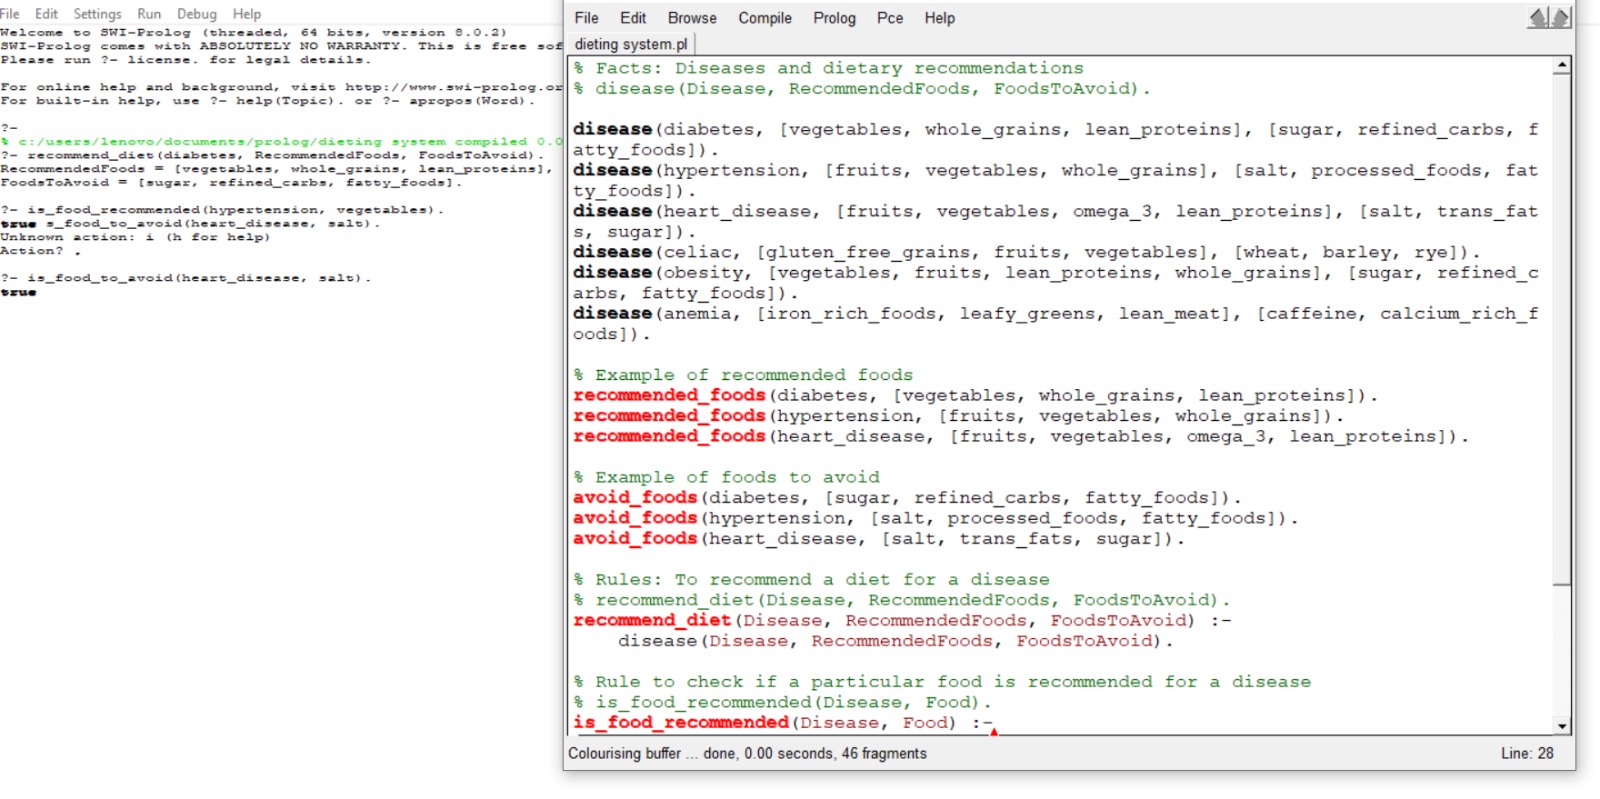 File Edit Settings Run Debug Help
Welcome to SWI-Prolog (threaded, 64 bits, version 8.0.2)
SWI-Prolog comes with ABSOLUTELY NO WARRANTY. This is free sof
Please run ?- license. for legal details.
For online help and background, visit http://www.swi-prolog.or
For built-in help, use ?- help(Topic). or ?- apropos(Word).
?-
% c:/users/lenovo/documents/prolog/dieting system compiled 0.0
?- recommend_diet(diabetes, RecommendedFoods, FoodsToAvoid).
RecommendedFoods = [vegetables, whole_grains, lean_proteins],
FoodsToAvoid = [sugar, refined_carbs, fatty_foods].
?- is_food_recommended(hypertension, vegetables).
true s_food_to_avoid(heart_disease, salt).
Unknown action: i (h for help)
Action? .
?- is_food_to_avoid(heart_disease, salt).
true
File Edit Browse Compile Prolog Pce Help
dieting system.pl
% Facts: Diseases and dietary recommendations
% disease(Disease, RecommendedFoods, FoodsToAvoid).
disease(diabetes, [vegetables, whole_grains, lean_proteins], [sugar, refined_carbs, f
atty_foods]).
disease(hypertension, [fruits, vegetables, whole_grains], [salt, processed_foods, fat
ty_foods]).
disease(heart_disease, [fruits, vegetables, omega_3, lean_proteins], [salt, trans_fat
s, sugar]).
disease(celiac, [gluten_free_grains, fruits, vegetables], [wheat, barley, rye]).
disease(obesity, [vegetables, fruits, lean_proteins, whole_grains], [sugar, refined_c
arbs, fatty_foods]).
disease(anemia, [iron_rich_foods, leafy_greens, lean_meat], [caffeine, calcium_rich_f
oods]).
% Example of recommended foods
recommended_foods(diabetes, [vegetables, whole_grains, lean_proteins]).
recommended_foods(hypertension, [fruits, vegetables, whole_grains]).
recommended_foods(heart_disease, [fruits, vegetables, omega_3, lean_proteins]).
% Example of foods to avoid
avoid_foods(diabetes, [sugar, refined_carbs, fatty_foods]).
avoid_foods(hypertension, [salt, processed_foods, fatty_foods]).
avoid_foods(heart_disease, [salt, trans_fats, sugar]).
% Rules: To recommend a diet for a disease
% recommend_diet(Disease, RecommendedFoods, FoodsToAvoid).
recommend_diet(Disease, RecommendedFoods, FoodsToAvoid) :-
disease(Disease, RecommendedFoods, FoodsToAvoid).
% Rule to check if a particular food is recommended for a disease
% is_food_recommended(Disease, Food).
is_food_recommended(Disease, Food) :-
Colourising buffer ... done, 0.00 seconds, 46 fragments
Line: 28